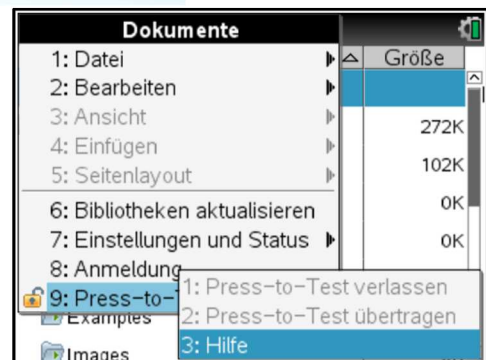 Dokumente
Größe
1: Datei
2: Bearbeiten
3: Ansicht
4: Einfügen
5: Seitenlayout
6: Bibliotheken aktualisieren
7: Einstellungen und Status
8: Anmeldung
9: Press-to-
1: Press-to-Test verlassen
2: Press-to-Test übertragen
3: Hilfe
272K
102K
0K
0K
Examples
Images